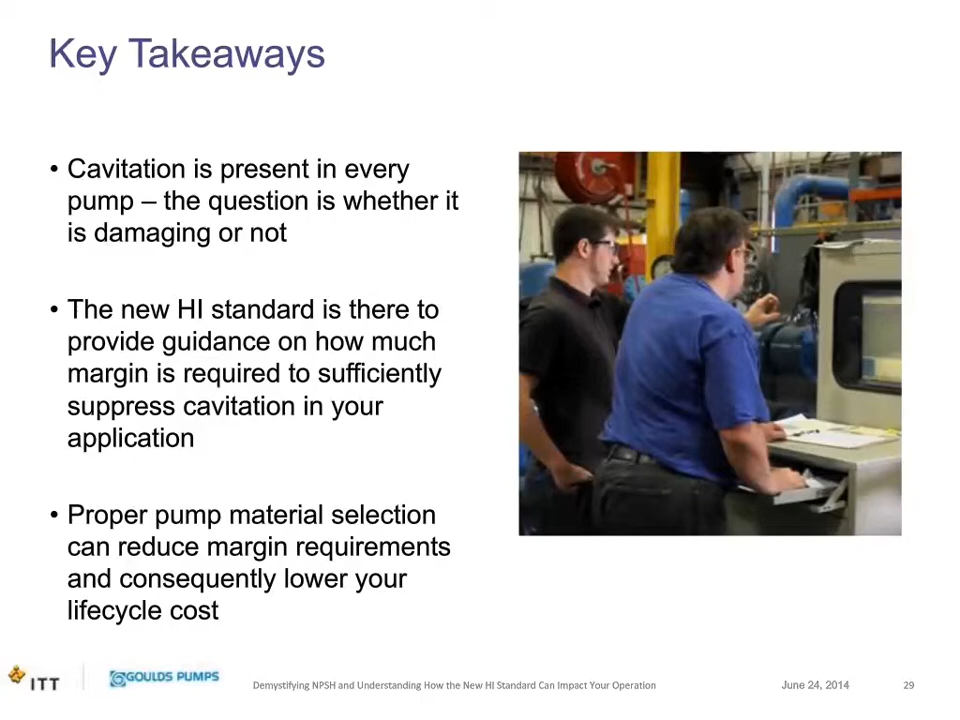 Key Takeaways
• Cavitation is present in every
pump – the question is whether it
is damaging or not
• The new HI standard is there to
provide guidance on how much
margin is required to sufficiently
suppress cavitation in your
application
• Proper pump material selection
can reduce margin requirements
and consequently lower your
lifecycle cost
ITT
GOULDS PUMPS
Demystifying NPSH and Understanding How the New HI Standard Can Impact Your Operation
June 24, 2014
29